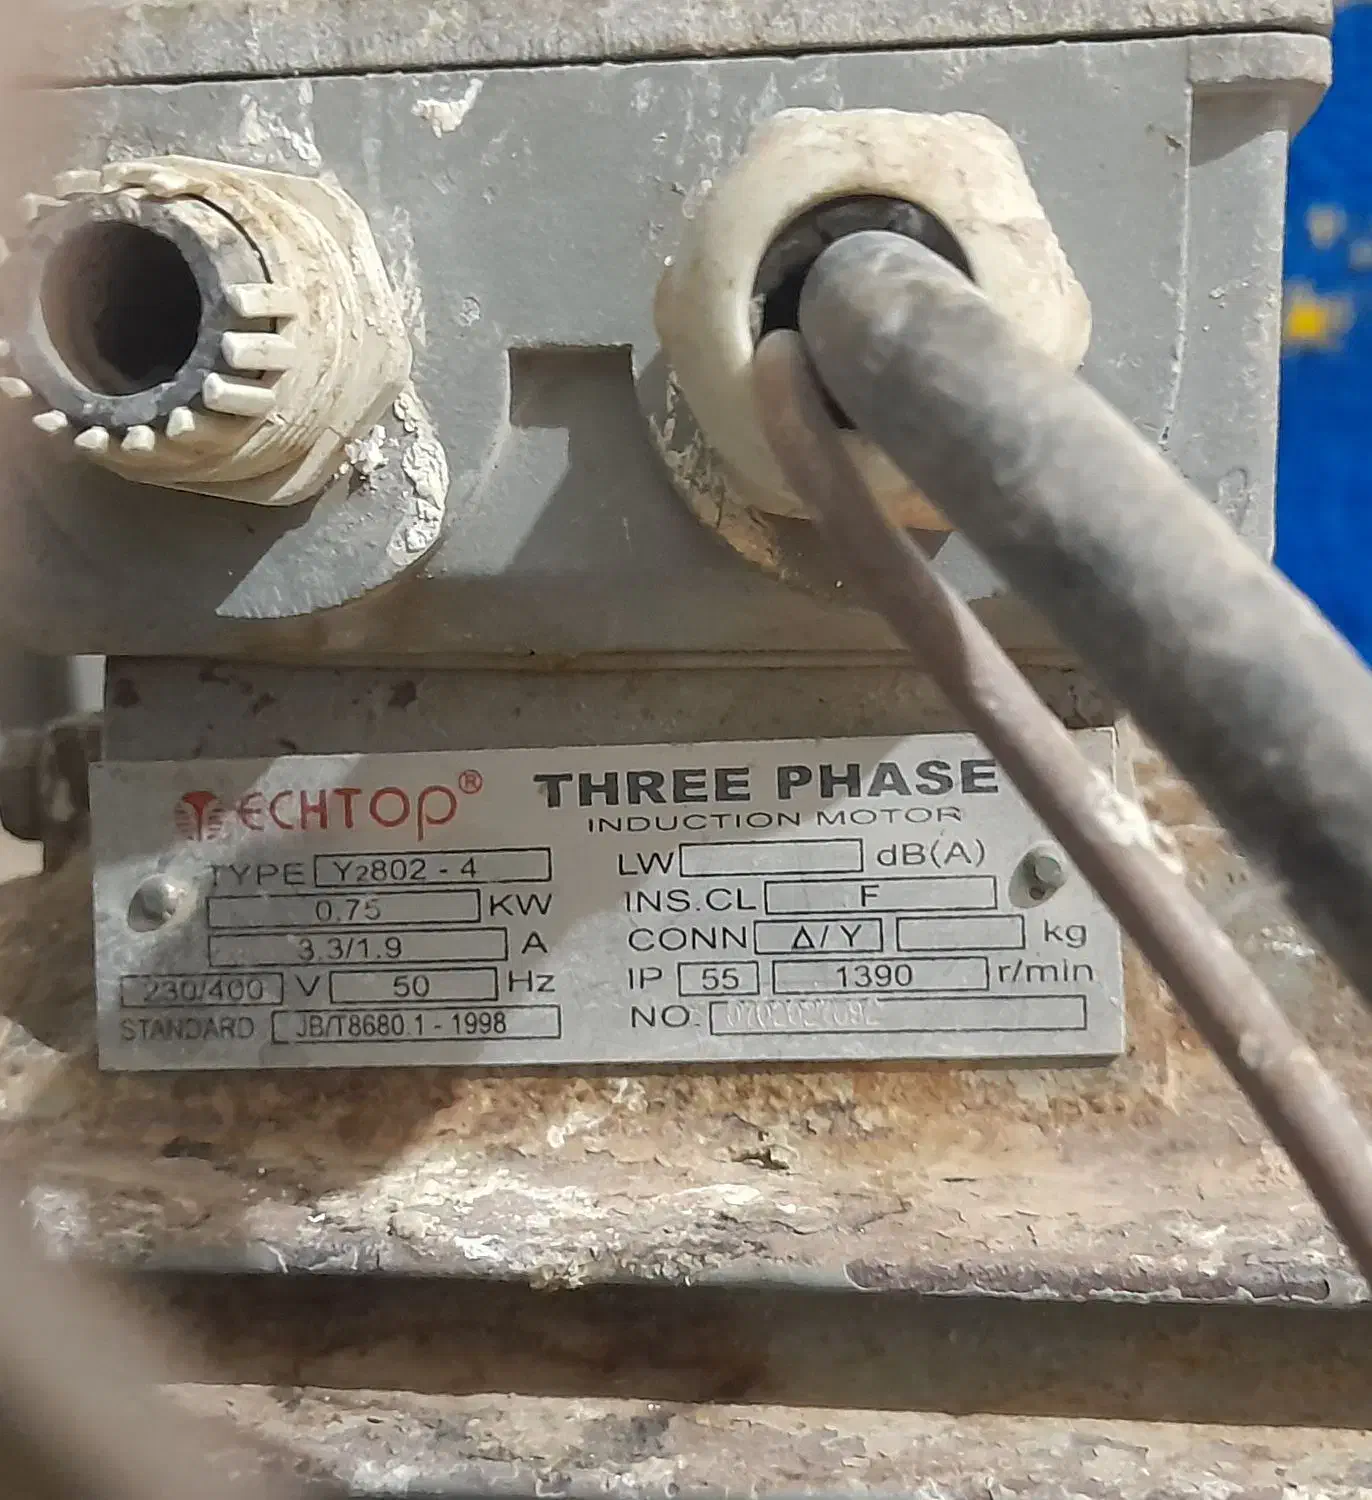 TECHTOP®
THREE PHASE
INDUCTION MOTOR
TYPE Y2802 - 4
0.75 KW
3.3/1.9 A
230/400 V 50 Hz
STANDARD JB/T8680.1 - 1998
LW dB(A)
INS.CL F
CONN Δ/Y kg
IP 55 1390 r/min
NO.